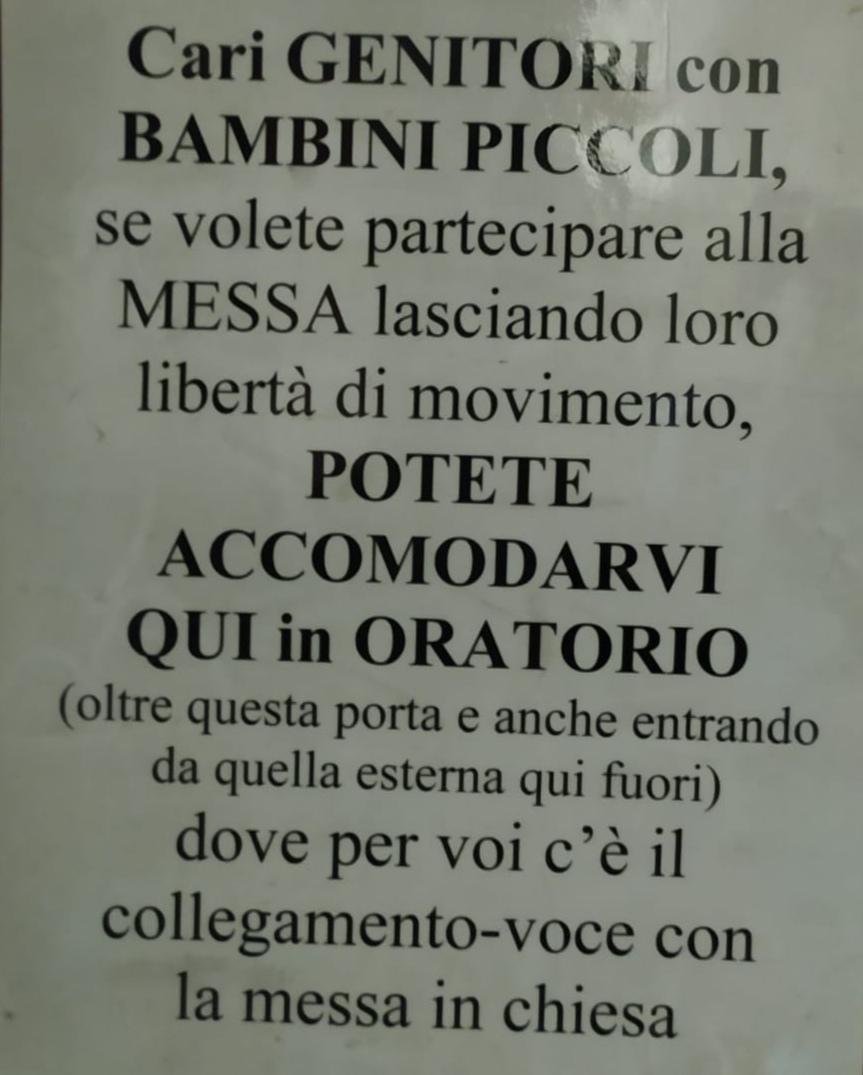 Cari GENITORI con
BAMBINI PICCOLI,
se volete partecipare alla
MESSA lasciando loro
libertà di movimento,
POTETE
ACCOMODARVI
QUI in ORATORIO
(oltre questa porta e anche entrando
da quella esterna qui fuori)
dove per voi c’è il
collegamento-voce con
la messa in chiesa